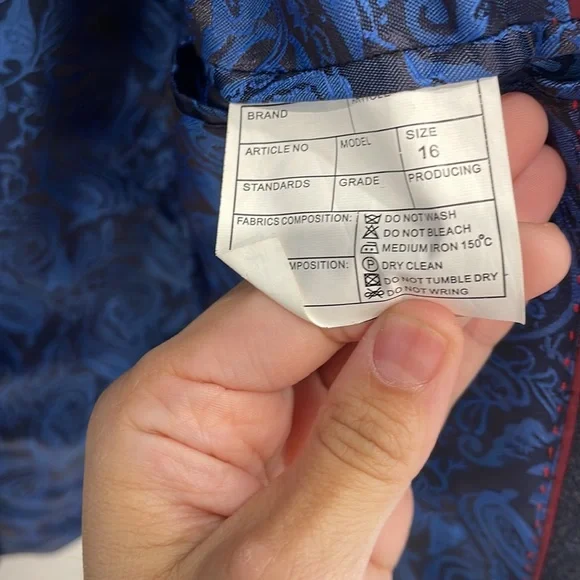 BRAND
ARTICLE NO MODEL SIZE
16
STANDARDS GRADE PRODUCING
FABRICS COMPOSITION: DO NOT WASH
DO NOT BLEACH
MEDIUM IRON 150°C
MPOSITION: P DRY CLEAN
DO NOT TUMBLE DRY
DO NOT WRING